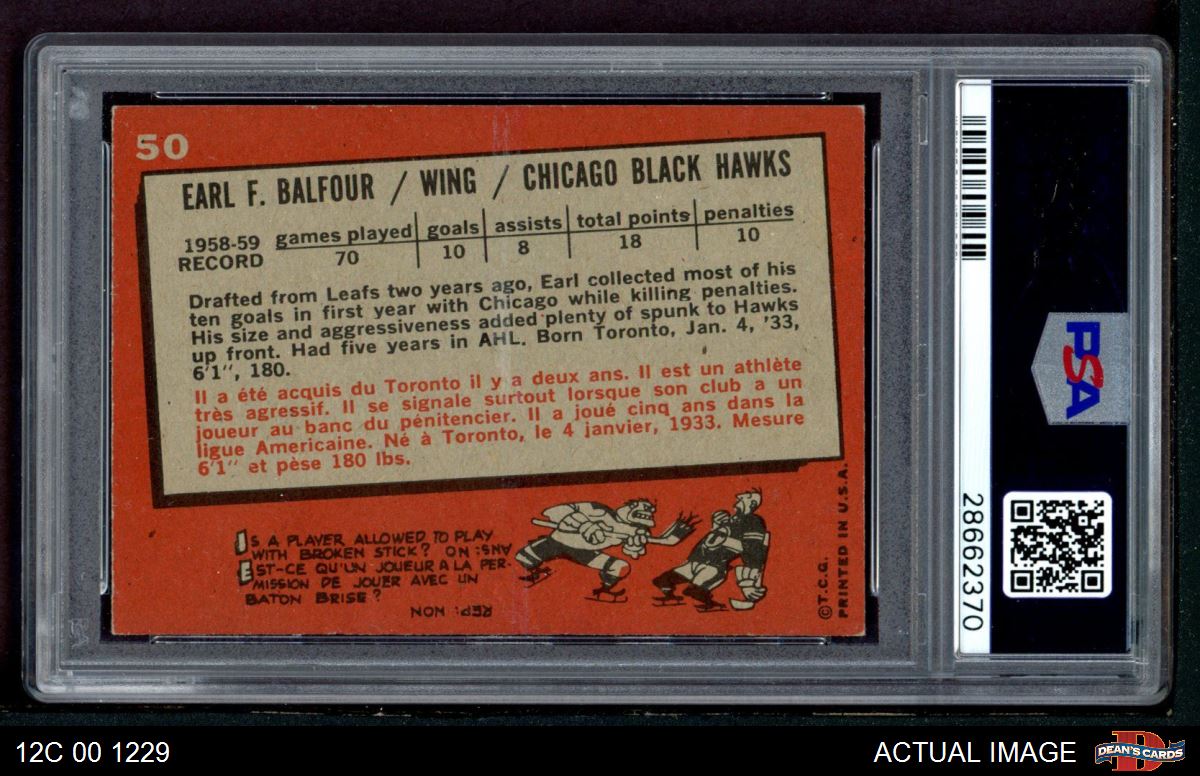 50
EARL F. BALFOUR / WING / CHICAGO BLACK HAWKS
1958-59 games played goals assists total points penalties
RECORD 70 10 8 18 10
Drafted from Leafs two years ago, Earl collected most of his
ten goals in first year with Chicago while killing penalties.
His size and aggressiveness added plenty of spunk to Hawks
up front. Had five years in AHL. Born Toronto, Jan. 4, '33,
6'1", 180.
Il a été acquis du Toronto il y a deux ans. Il est un athlète
très agressif. Il se signale surtout lorsque son club a un
joueur au banc du pénitencier. Il a joué cinq ans dans la
ligue Americaine. Né à Toronto, le 4 janvier, 1933. Mesure
6'1" et pèse 180 lbs.
IS A PLAYER ALLOWED TO PLAY
WITH BROKEN STICK? ANS: NO
EST-CE QU'UN JOUEUR A LA PER-
MISSION DE JOUER AVEC UN
BATON BRISE?
REP: NON
©T.C.G.
PRINTED IN U.S.A.
PSA
28662370
12C 00 1229
ACTUAL IMAGE
DEAN'S CARDS